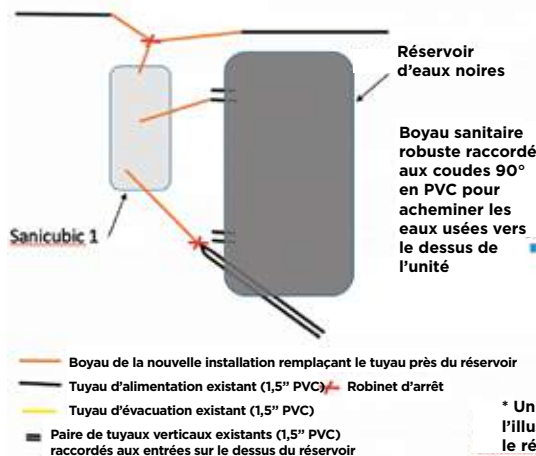 Réservoir
d'eaux noires
Boyau sanitaire
robuste raccordé
aux coudes 90°
en PVC pour
acheminer les
eaux usées vers
le dessus de
l'unité
Sanicubic 1
Boyau de la nouvelle installation remplaçant le tuyau près du réservoir
Tuyau d'alimentation existant (1,5” PVC) Robinet d'arrêt
Tuyau d'évacuation existant (1,5” PVC)
Paire de tuyaux verticaux existants (1,5” PVC)
raccordés aux entrées sur le dessus du réservoir
* Un
l'illus
le ré